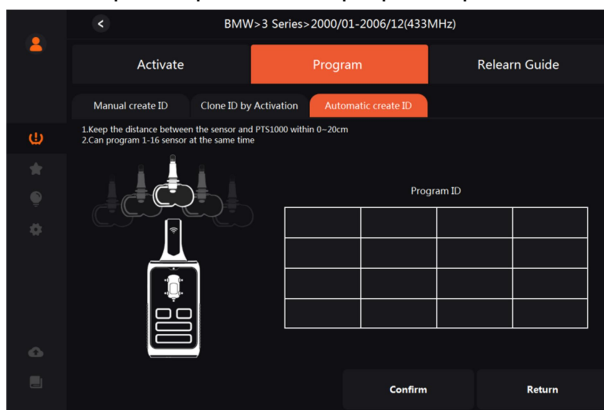 BMW>3 Series>2000/01-2006/12(433MHz)
Activate
Program
Relearn Guide
Manual create ID
Clone ID by Activation
Automatic create ID
1.Keep the distance between the sensor and PTS1000 within 0~20cm
2.Can program 1-16 sensor at the same time
Program ID
Confirm
Return